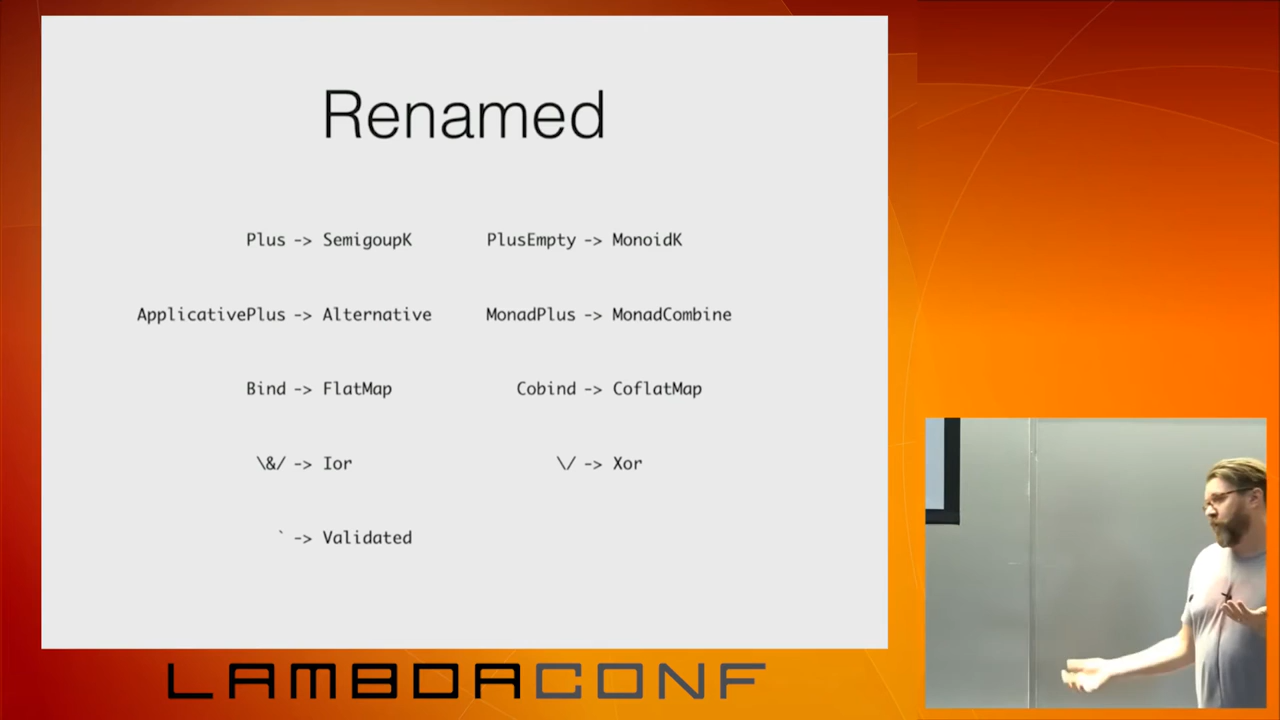 Renamed
Plus -> SemigoupK PlusEmpty -> MonoidK
ApplicativePlus -> Alternative MonadPlus -> MonadCombine
Bind -> FlatMap Cobind -> CoflatMap
\&/ -> Ior \/ -> Xor
` -> Validated
LAMBDACONF